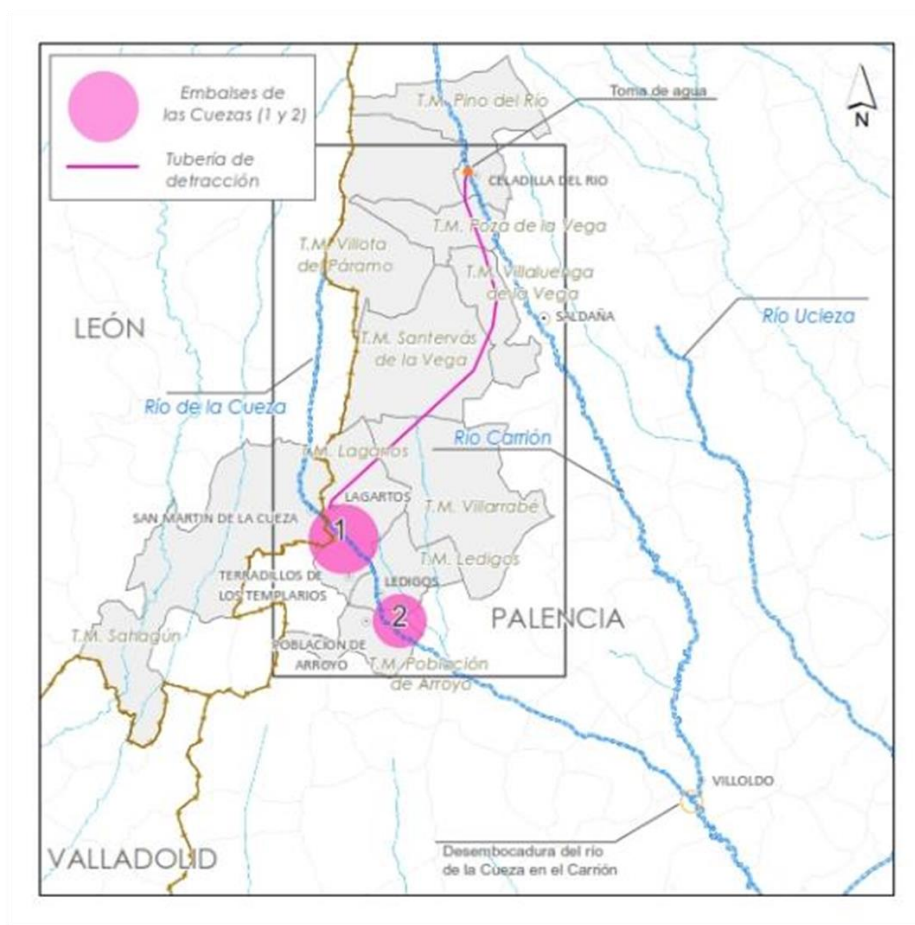 Embalses de
las Cuezas (1 y 2)
Tubería de
detracción
T.M. Pino del Río
Toma de agua
N
CELADILLA DEL RIO
T.M. Poza de la Vega
T.M. Villota
del Páramo
T.M. Villaluenga
de la Vega
SALDAÑA
LEÓN
Río Ucieza
T.M. Santervás
de la Vega
Río de la Cueza
Río Carrión
T.M. Lagartos
LAGARTOS
T.M. Villarrabé
SAN MARTIN DE LA CUEZA
1
T.M. Ledigos
TERRADILLOS DE
LOS TEMPLARIOS
LEDIGOS
2
PALENCIA
T.M. Sahagún
POBLACION DE
ARROYO
T.M. Población
de Arroyo
VILLOLDO
Desembocadura del río
de la Cueza en el Carrión
VALLADOLID